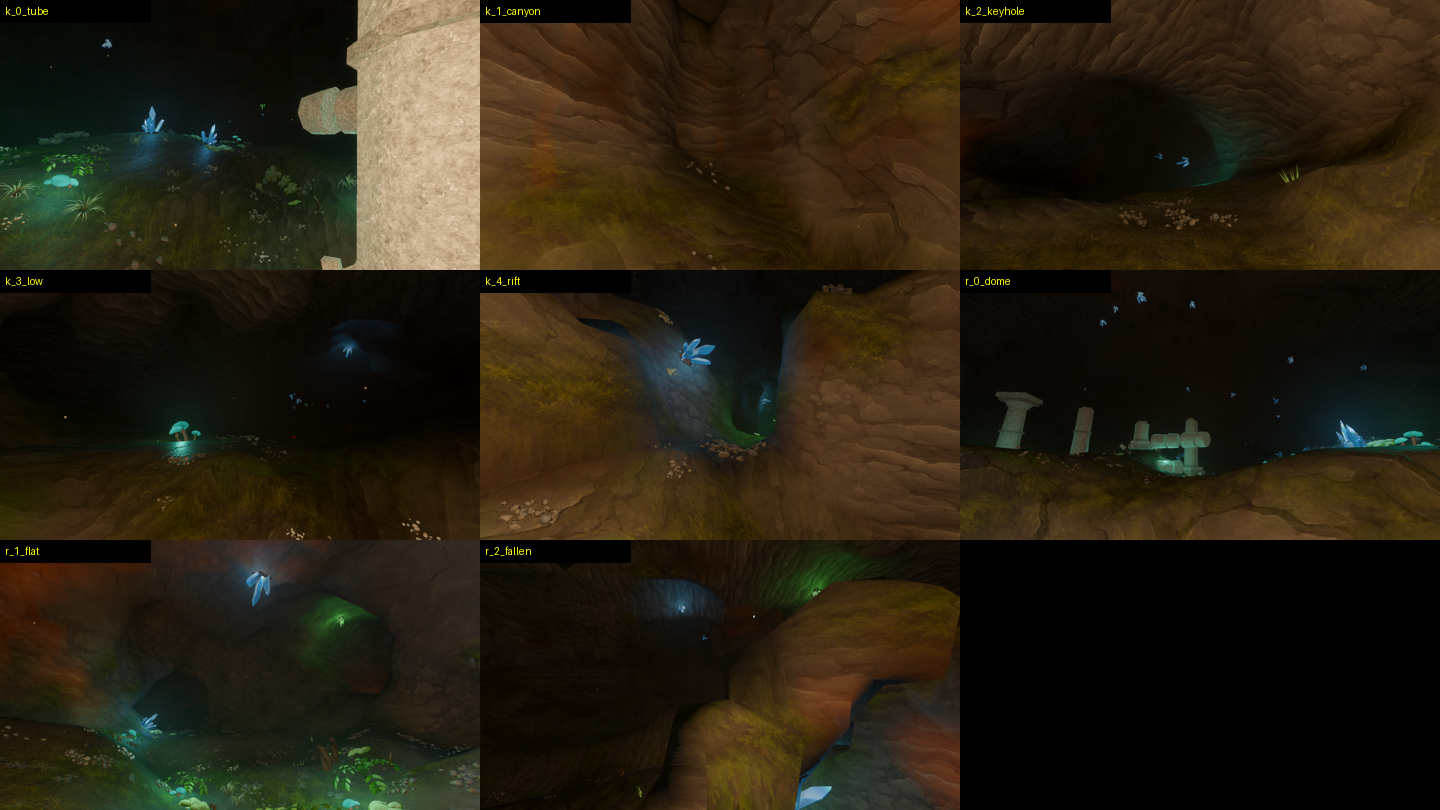 k_0_tube
k_1_canyon
k_2_keyhole
k_3_low
k_4_rift
r_0_dome
r_1_flat
r_2_fallen